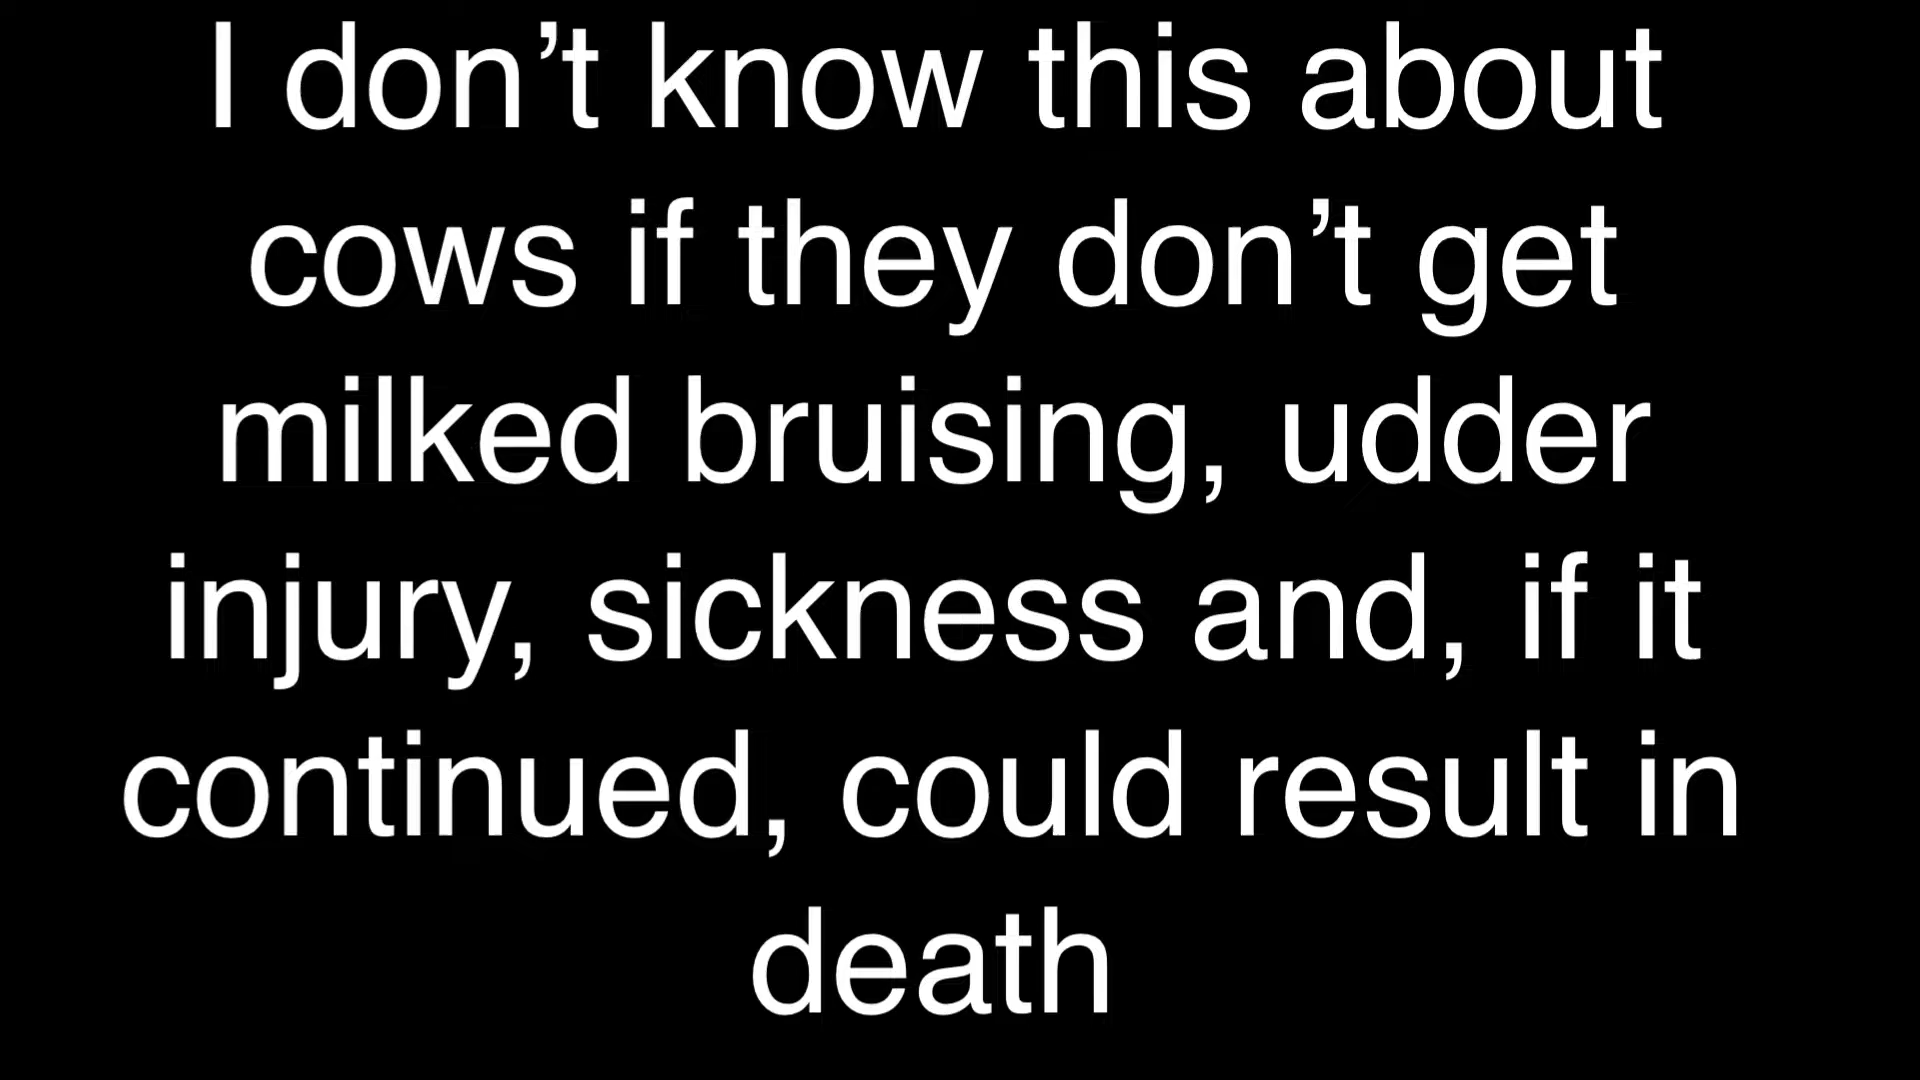 I don’t know this about
cows if they don’t get
milked bruising, udder
injury, sickness and, if it
continued, could result in
death